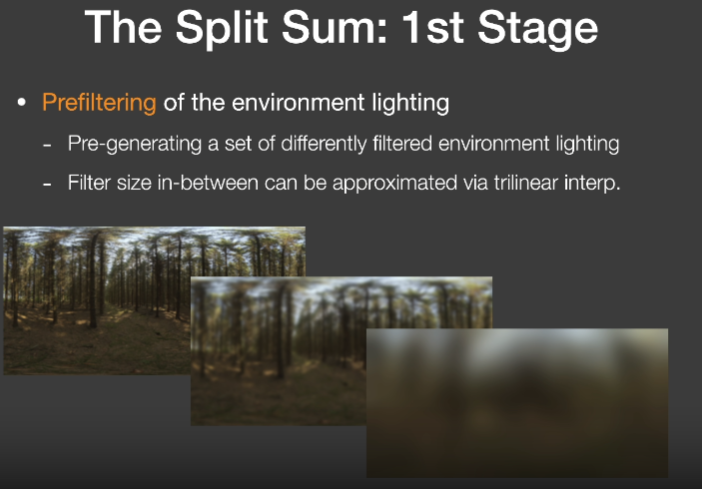 The Split Sum: 1st Stage
• Prefiltering of the environment lighting
- Pre-generating a set of differently filtered environment lighting
- Filter size in-between can be approximated via trilinear interp.